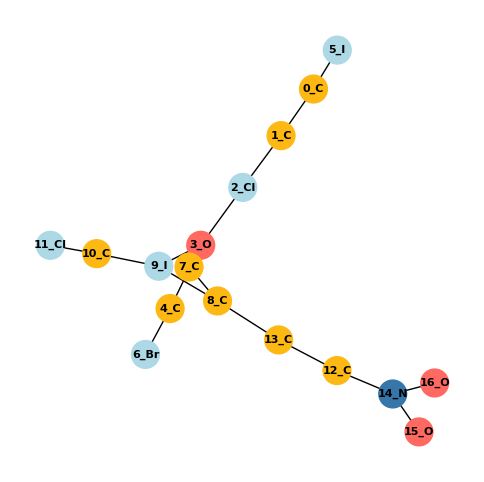 5_I
0_C
1_C
2_Cl
3_O
11_Cl
10_C
9_I
7_C
8_C
4_C
13_C
6_Br
12_C
16_O
14_N
15_O